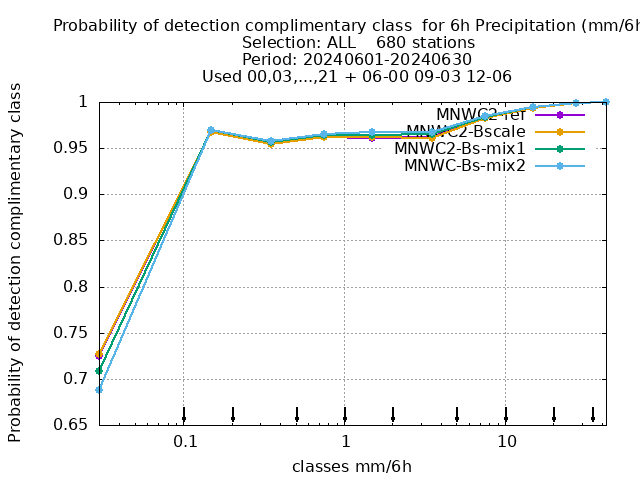 Probability of detection complimentary class  for 6h Precipitation (mm/6h
Selection: ALL    680 stations
Period: 20240601-20240630
Used 00,03,...,21 + 06-00 09-03 12-06
Probability of detection complimentary class
1
0.95
0.9
0.85
0.8
0.75
0.7
0.65
MNWC2-ref
MNWC2-Bscale
MNWC2-Bs-mix1
MNWC-Bs-mix2
0.1
1
10
classes mm/6h